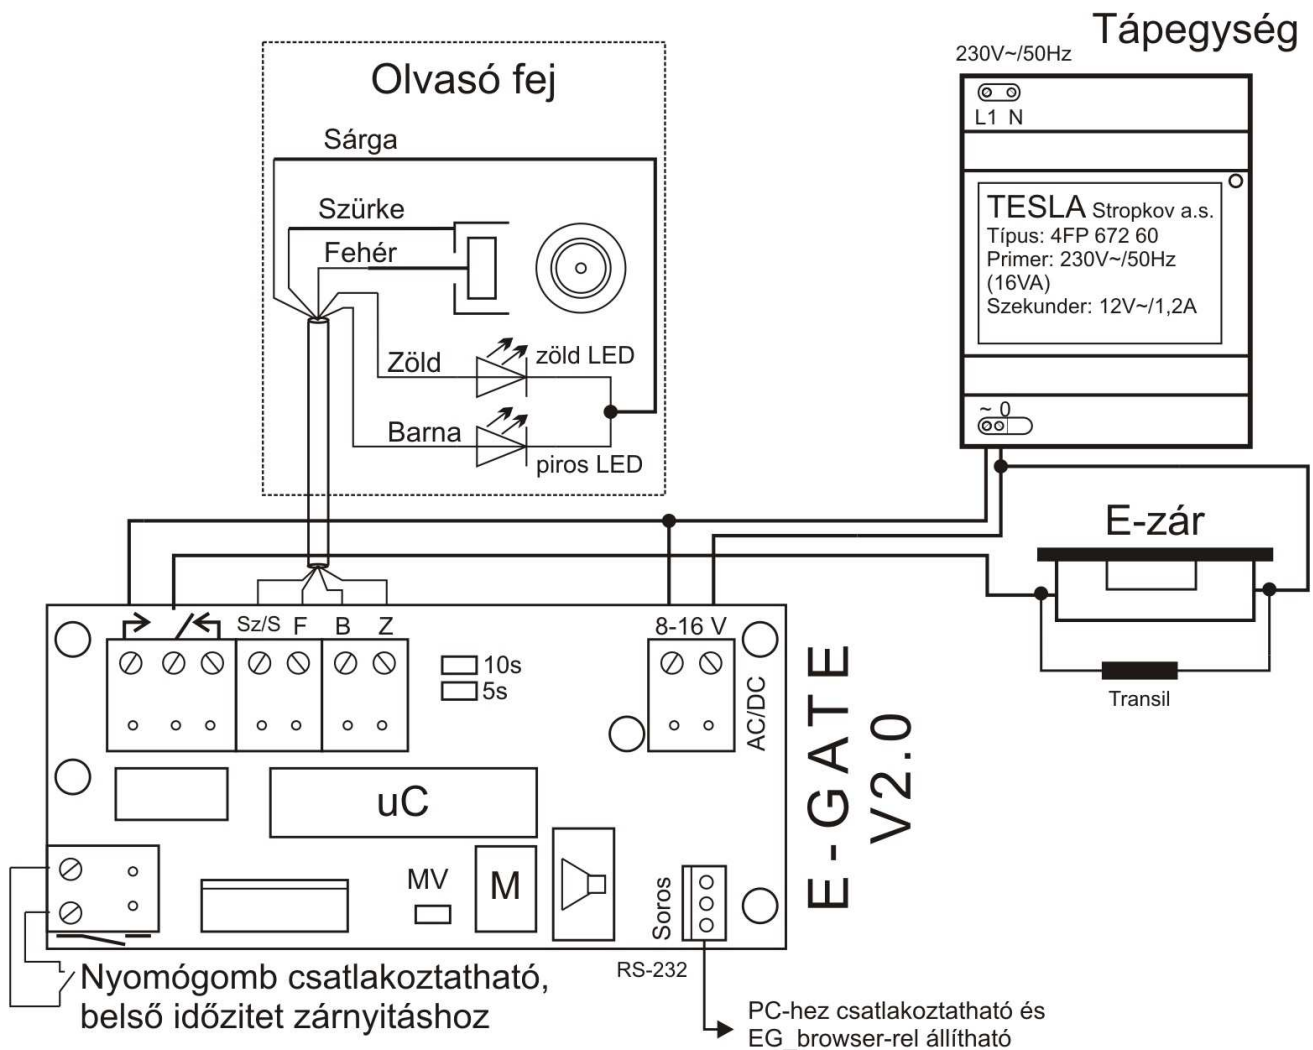 Tápegység
230V~/50Hz
L1 N
TESLA Stropkov a.s.
Típus: 4FP 672 60
Primer: 230V~/50Hz
(16VA)
Szekunder: 12V~/1,2A
~ 0
Olvasó fej
Sárga
Szürke
Fehér
Zöld
zöld LED
Barna
piros LED
E-zár
Transil
Sz/S F B Z
8-16 V
AC/DC
10s
5s
E-GATE
V2.0
uC
MV
M
Soros
RS-232
Nyomógomb csatlakoztatható,
belső időzitet zárnyitáshoz
PC-hez csatlakoztatható és
EG_browser-rel állítható